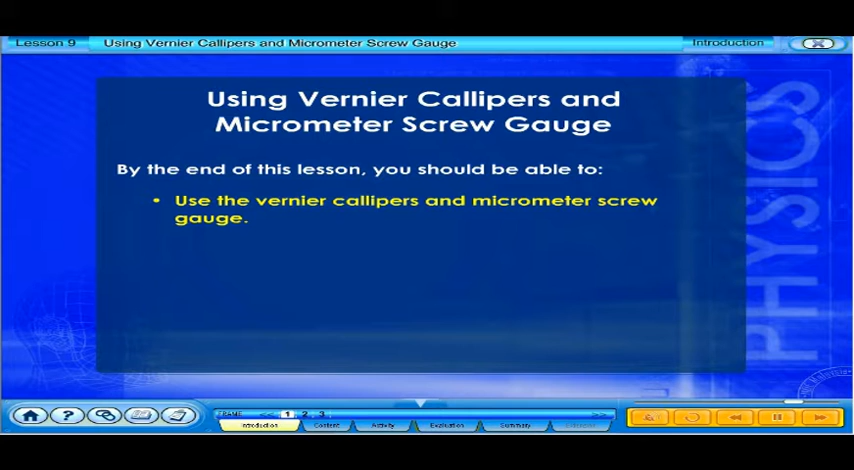 Lesson 9 Using Vernier Callipers and Micrometer Screw Gauge Introduction
Using Vernier Callipers and
Micrometer Screw Gauge
By the end of this lesson, you should be able to:
• Use the vernier callipers and micrometer screw
gauge.
PHYSICS
FRAME << 1 2 3 >>
Introduction Content Activity Evaluation Summary